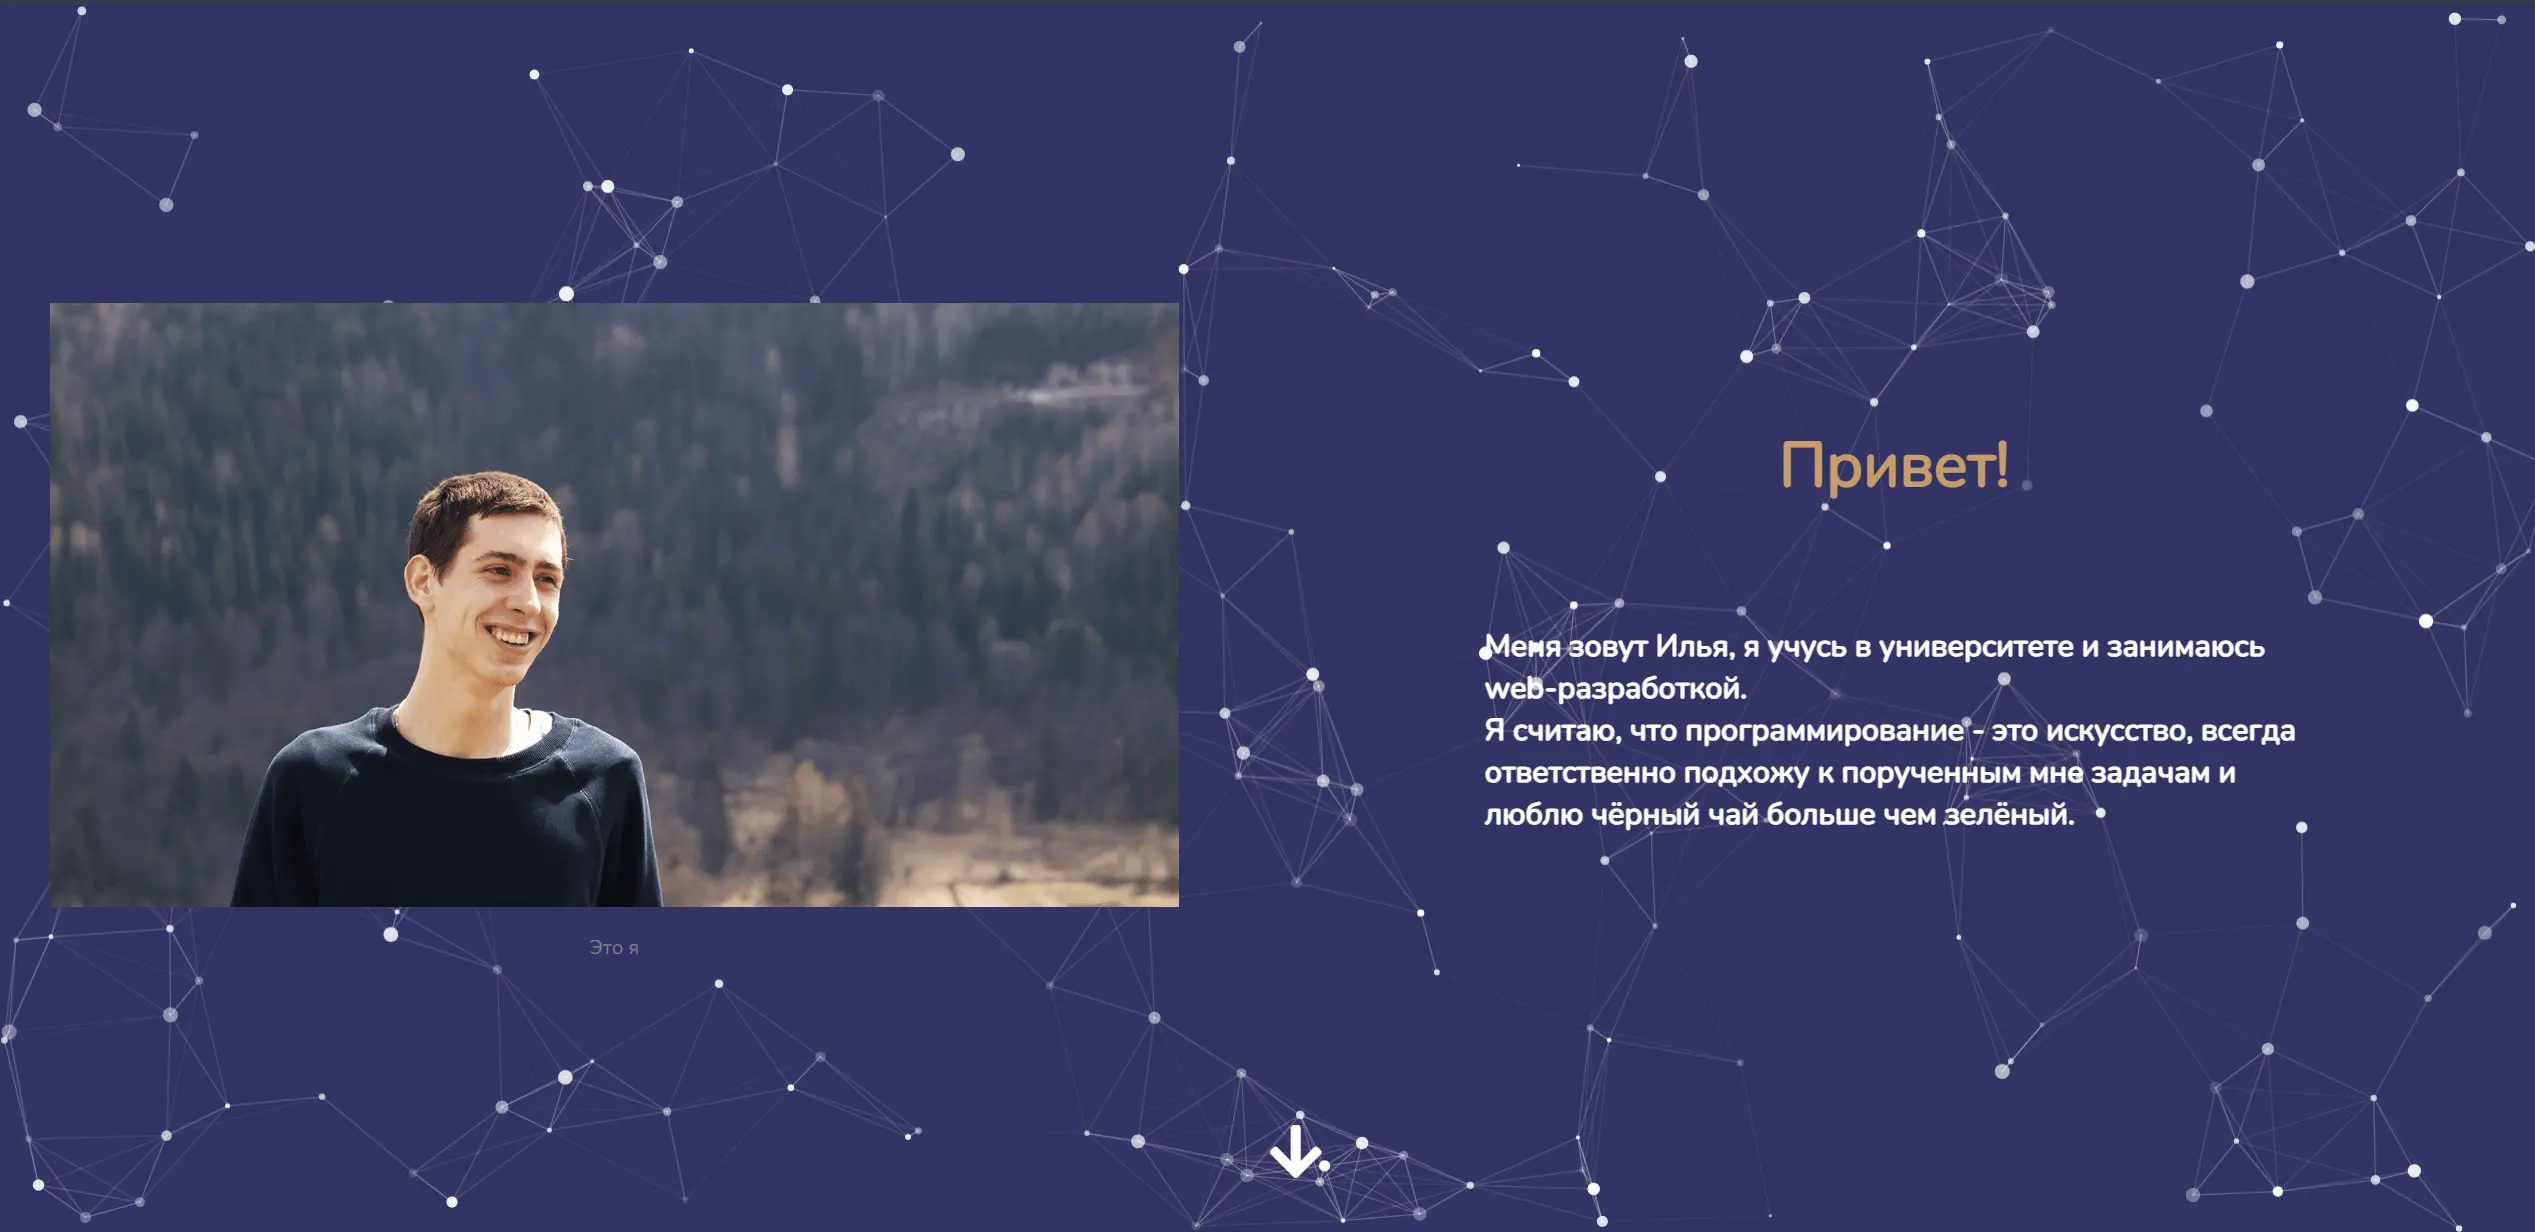 Привет!
Меня зовут Илья, я учусь в университете и занимаюсь
web-разработкой.
Я считаю, что программирование - это искусство, всегда
ответственно подхожу к порученным мне задачам и
люблю чёрный чай больше чем зелёный.
Это я